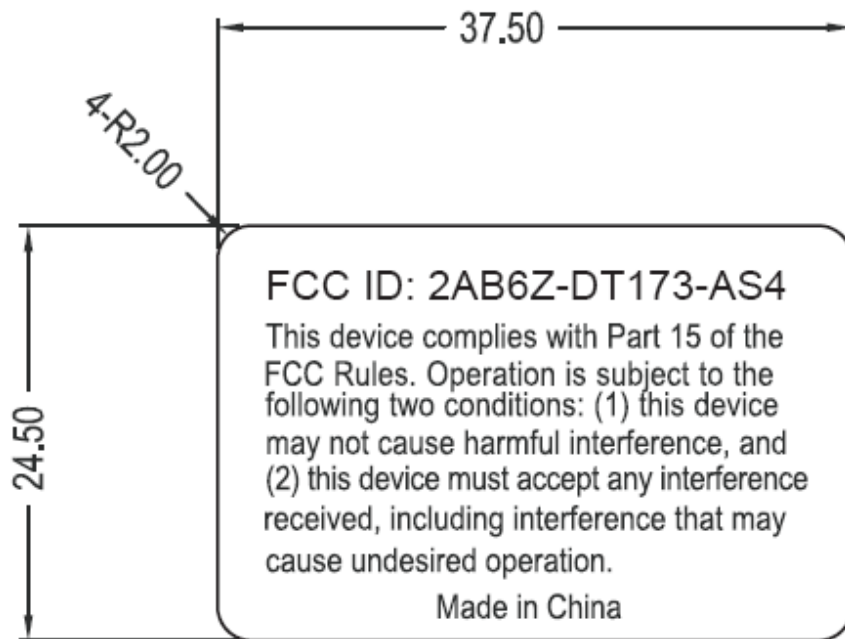 37.50
4-R2.00
24.50
FCC ID: 2AB6Z-DT173-AS4
This device complies with Part 15 of the
FCC Rules. Operation is subject to the
following two conditions: (1) this device
may not cause harmful interference, and
(2) this device must accept any interference
received, including interference that may
cause undesired operation.
Made in China